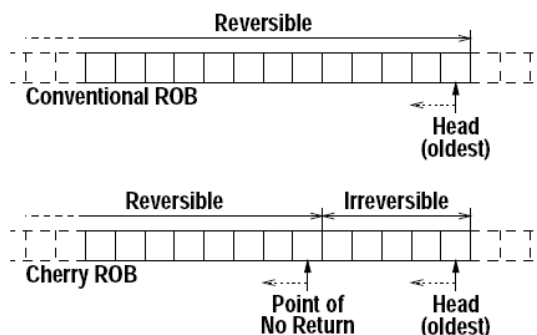 Reversible
Conventional ROB
Head
(oldest)
Reversible
Irreversible
Cherry ROB
Point of
No Return
Head
(oldest)